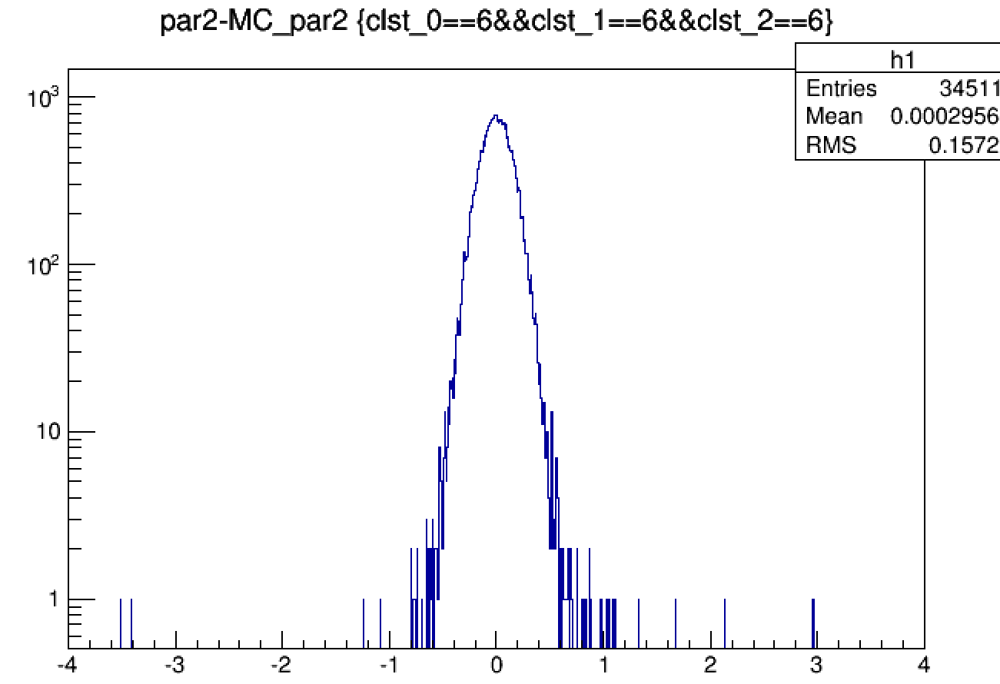 par2-MC_par2 {clst_0==6&&clst_1==6&&clst_2==6}
h1
Entries 34511
Mean 0.0002956
RMS 0.1572
10³
10²
10
1
-4 -3 -2 -1 0 1 2 3 4